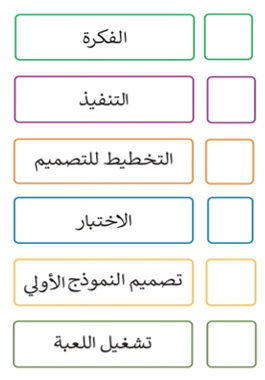 الفكرة
التنفيذ
التخطيط للتصميم
الاختبار
تصميم النموذج الأولي
تشغيل اللعبة